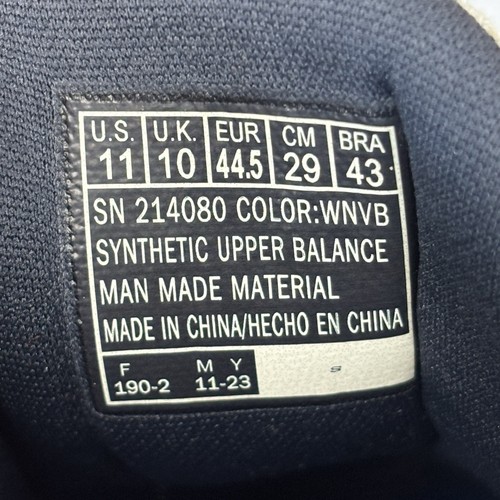 U.S. U.K. EUR CM BRA
11 10 44.5 29 43
SN 214080 COLOR:WNVB
SYNTHETIC UPPER BALANCE
MAN MADE MATERIAL
MADE IN CHINA/HECHO EN CHINA
F M Y
190-2 11-23